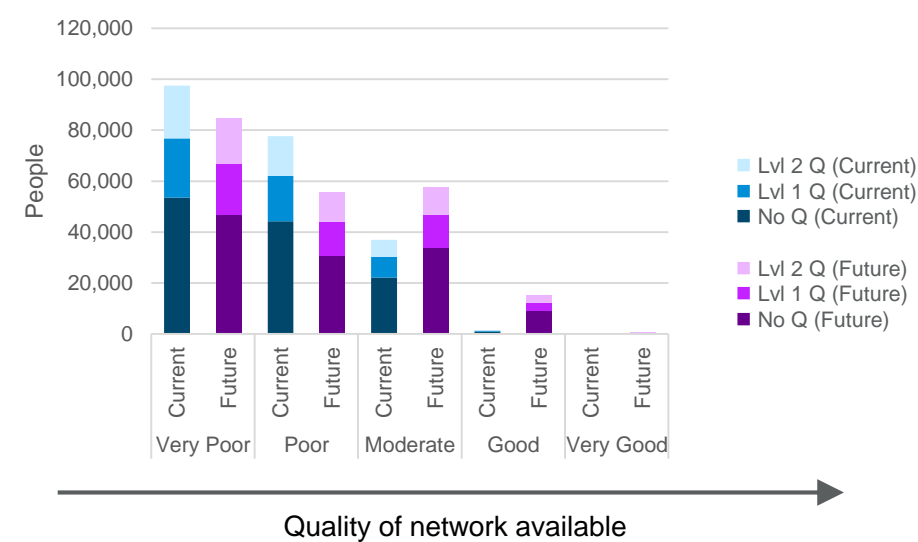 120,000
100,000
80,000
60,000
40,000
20,000
0
People
Lvl 2 Q (Current)
Lvl 1 Q (Current)
No Q (Current)
Lvl 2 Q (Future)
Lvl 1 Q (Future)
No Q (Future)
Current Future Current Future Current Future Current Future Current Future
Very Poor Poor Moderate Good Very Good
Quality of network available